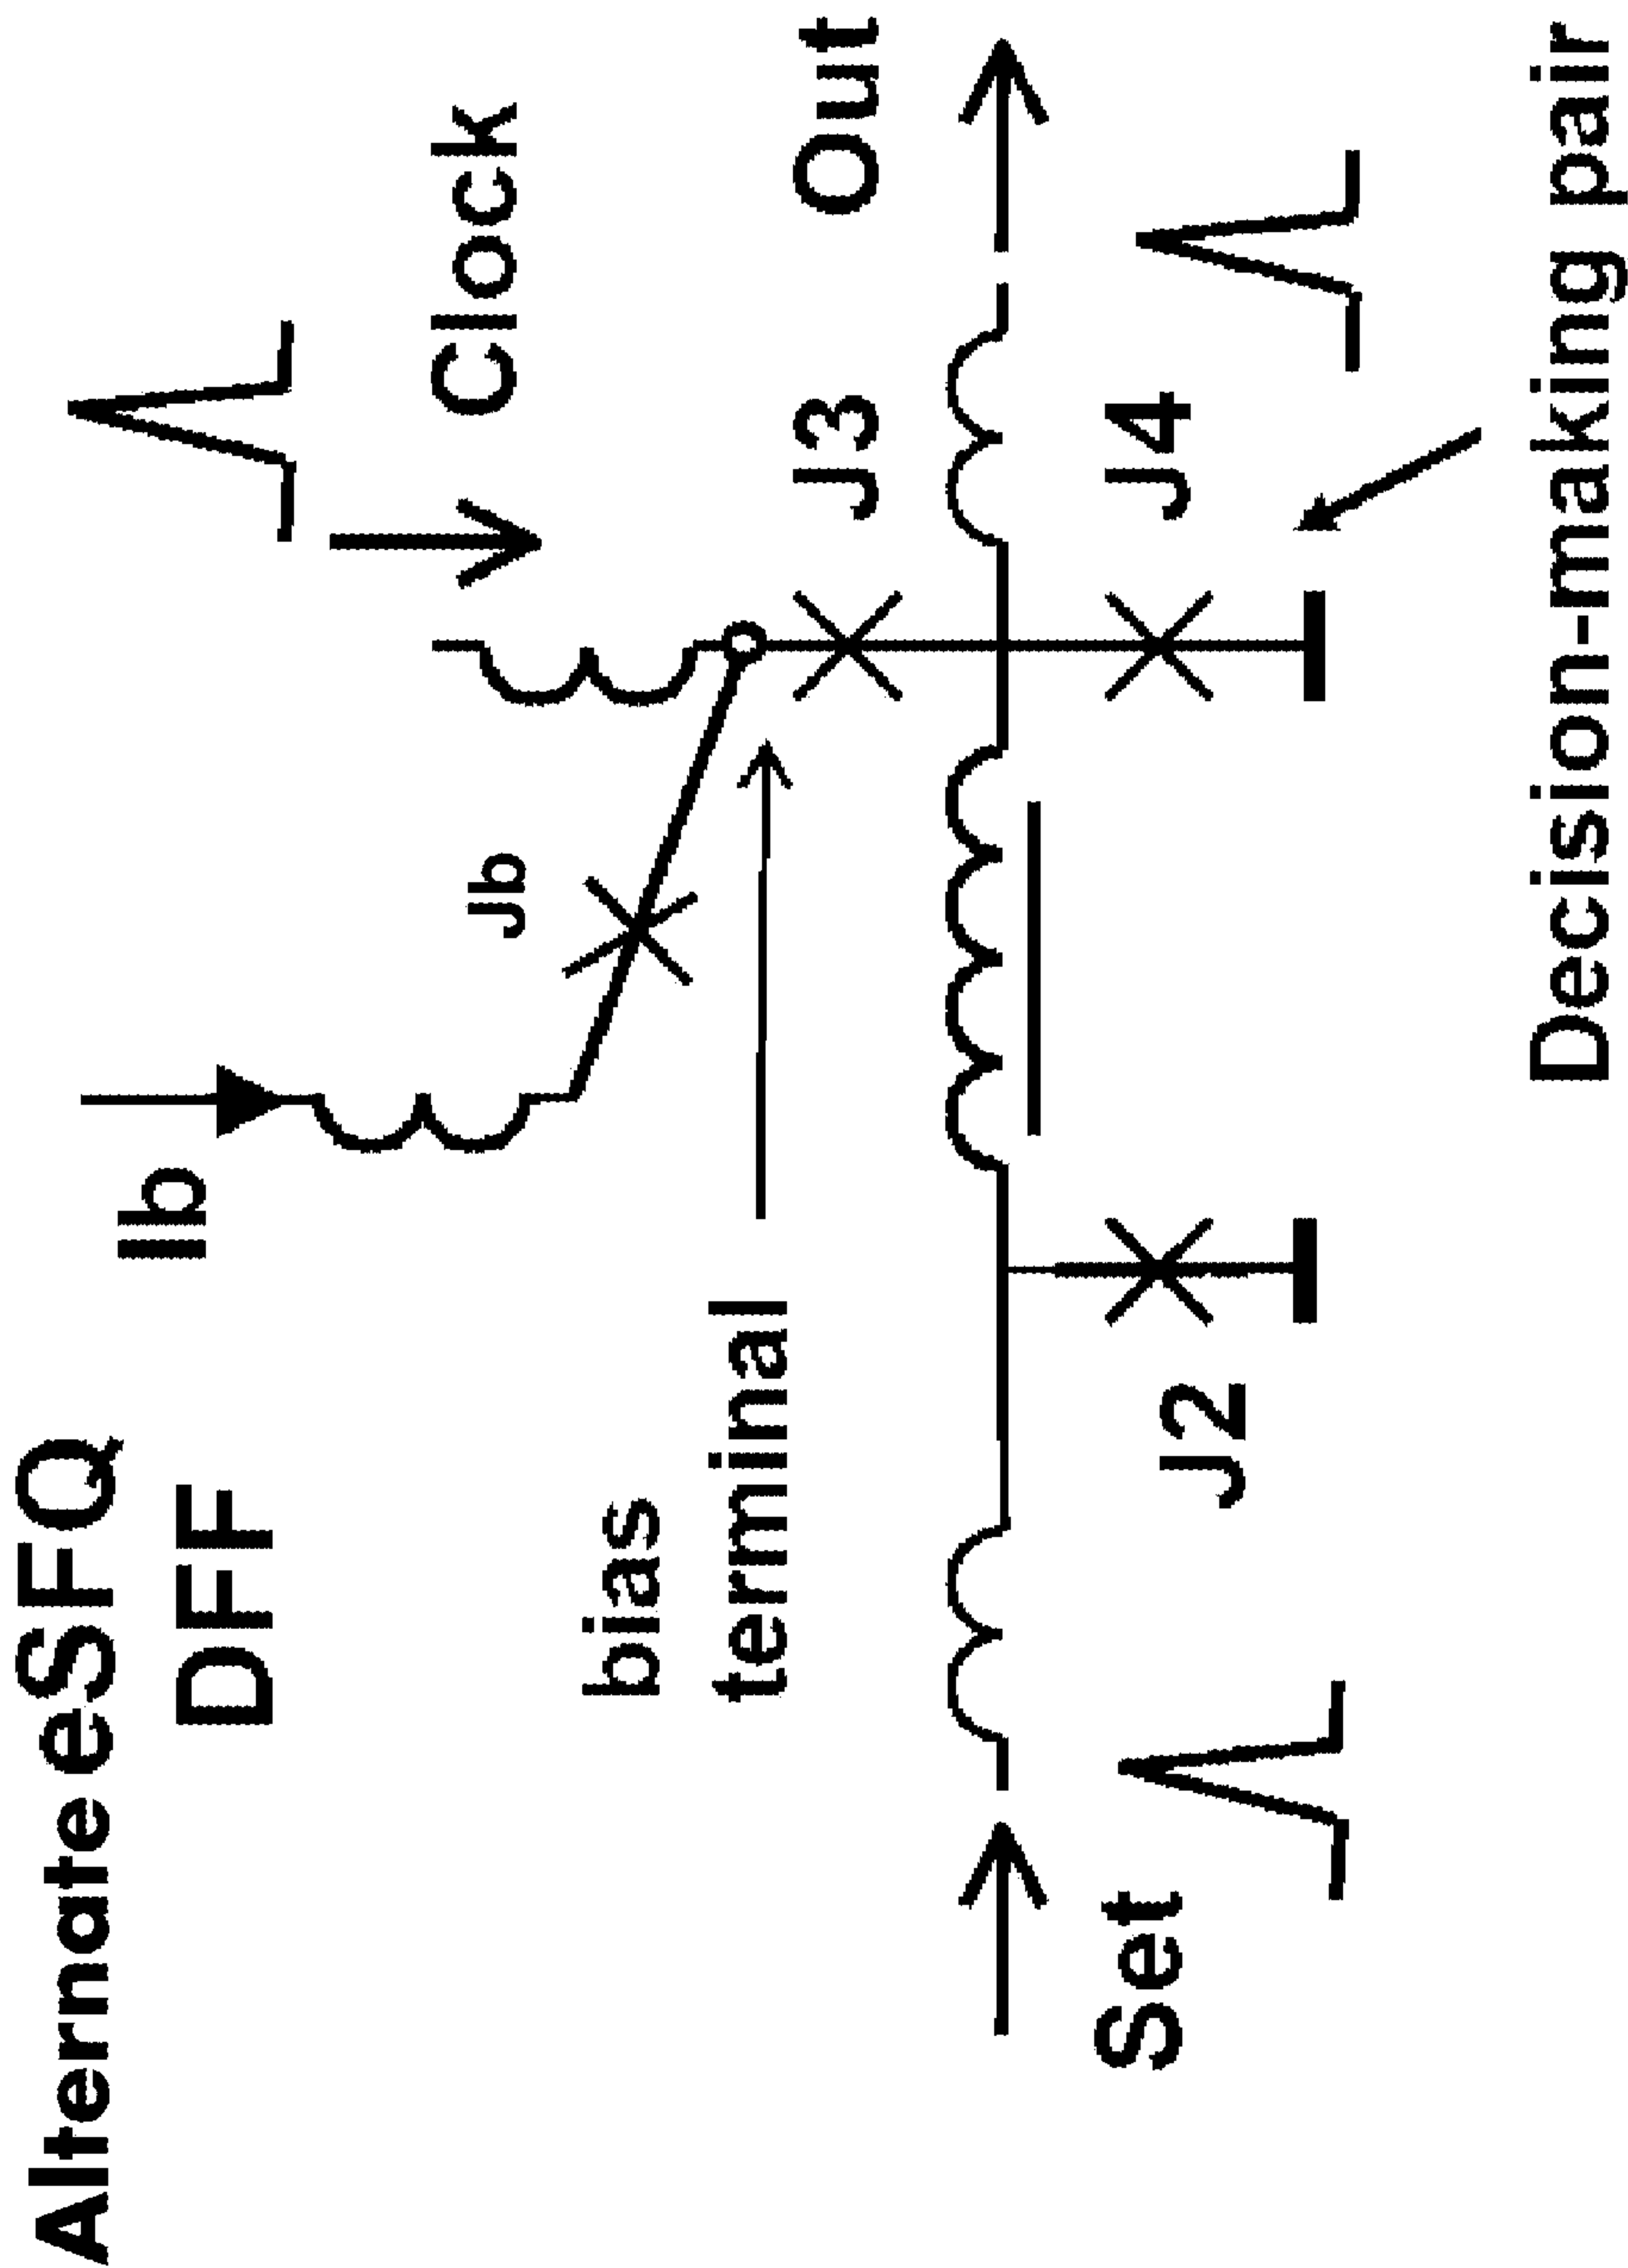 Alternate eSFQ
DFF
Ib
Clock
Jb
bias
terminal
J3
Out
Set
J2
J4
Decision-making pair